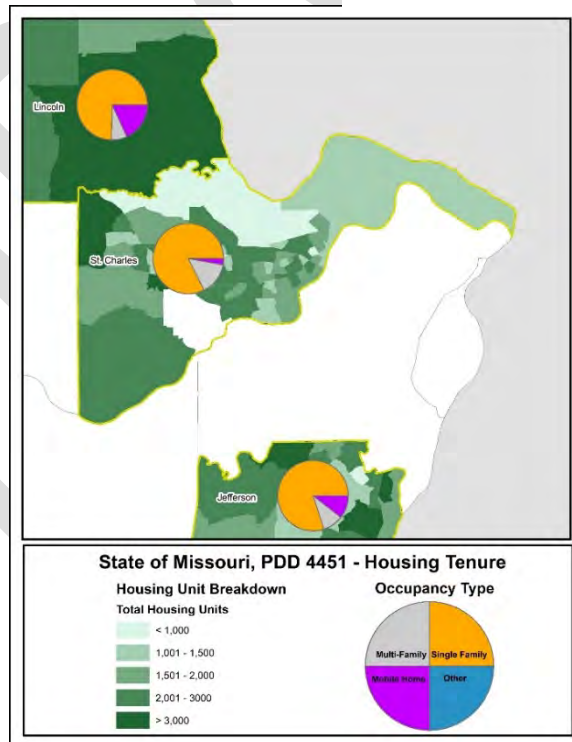 Lincoln
St. Charles
Jefferson
State of Missouri, PDD 4451 - Housing Tenure
Housing Unit Breakdown
Total Housing Units
< 1,000
1,001 - 1,500
1,501 - 2,000
2,001 - 3000
> 3,000
Occupancy Type
Multi-Family
Single Family
Mobile Home
Other